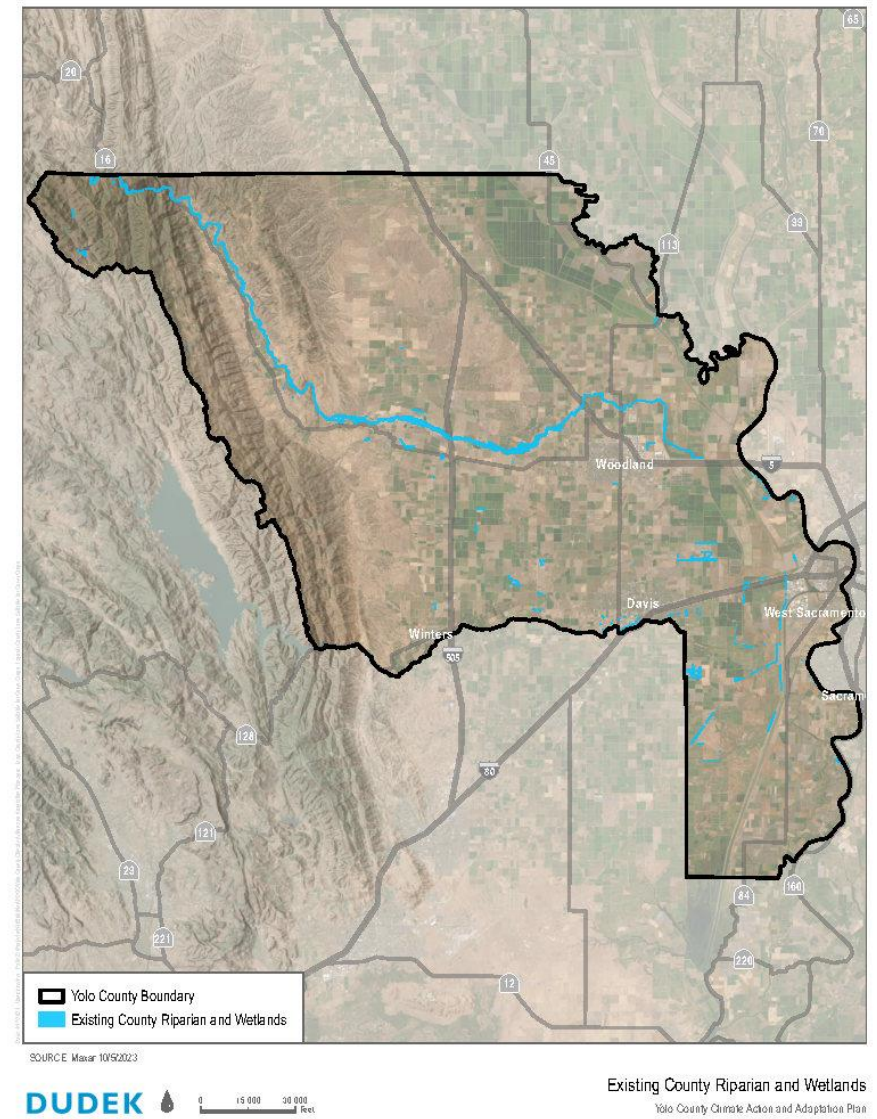 65
20
70
16
45
99
113
Woodland
5
Davis
West Sacramento
Winters
505
Sacram
128
80
121
29
84
160
221
220
12
Yolo County Boundary
Existing County Riparian and Wetlands
SOURCE: Maxar 10/5/2023
DUDEK
0 15,000 30,000
Feet
Existing County Riparian and Wetlands
Yolo County Climate Action and Adaptation Plan